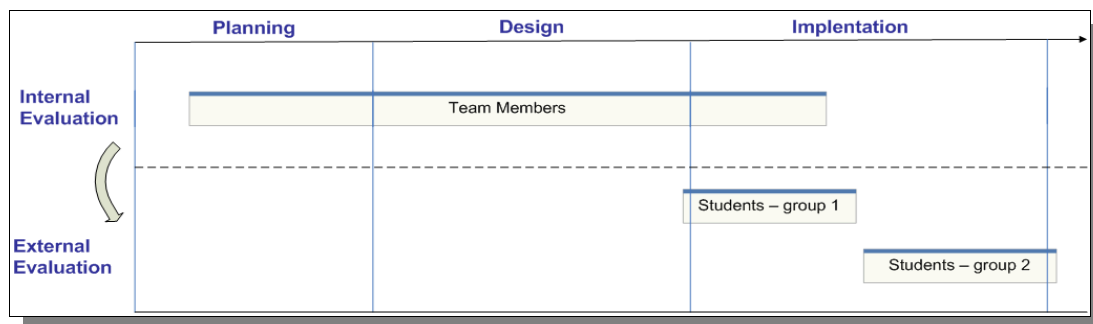 Planning Design Implentation
Internal
Evaluation
Team Members
Students – group 1
External
Evaluation
Students – group 2